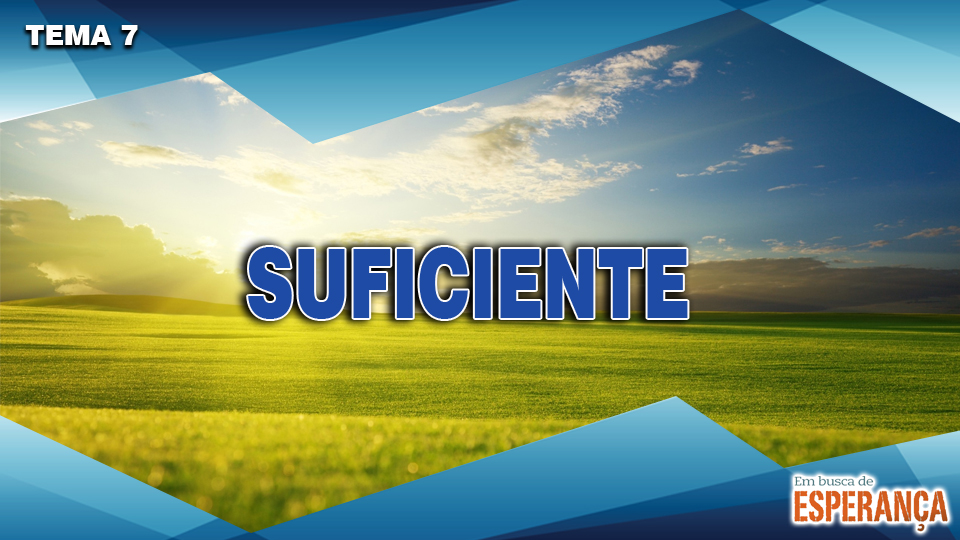 TEMA 7
SUFICIENTE
Em busca de
ESPERANÇA